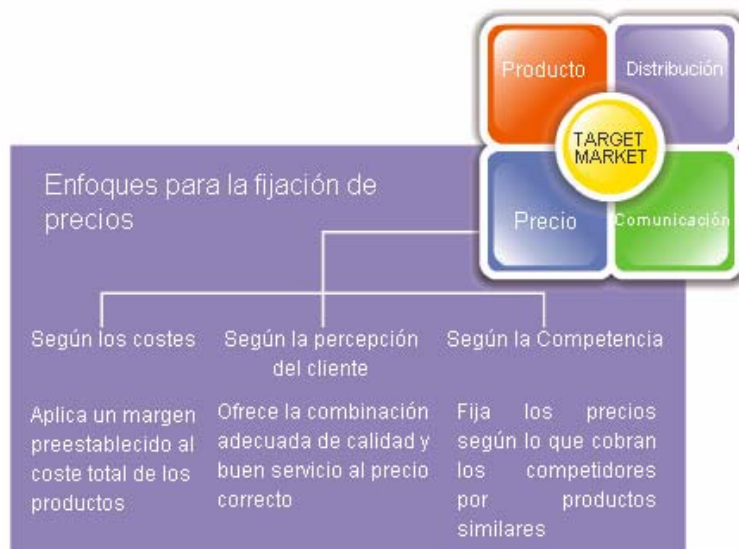 Producto
Distribución
TARGET
MARKET
Precio
Comunicación
Enfoques para la fijación de
precios
Según los costes
Aplica un margen
preestablecido al
coste total de los
productos
Según la percepción
del cliente
Ofrece la combinación
adecuada de calidad y
buen servicio al precio
correcto
Según la Competencia
Fija los precios
según lo que cobran
los competidores
por productos
similares